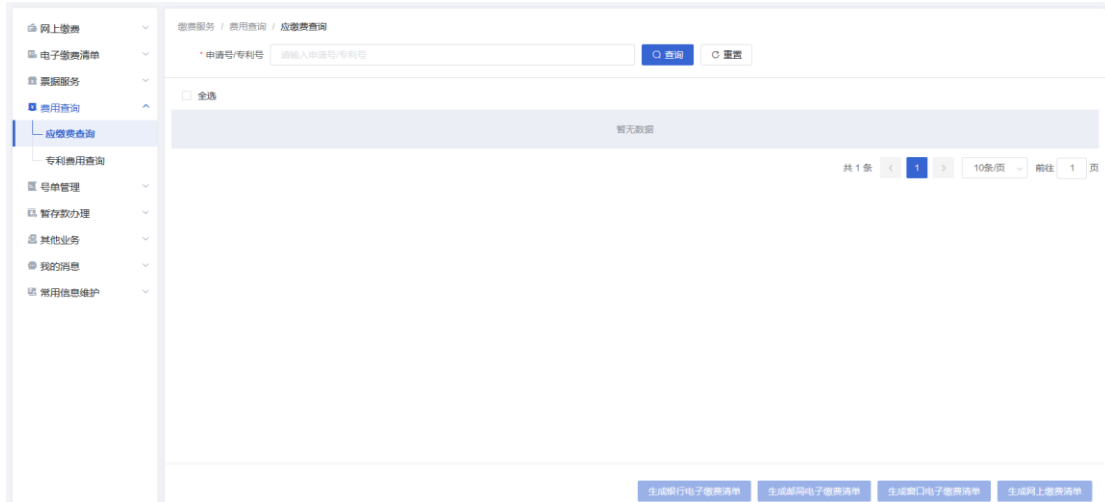 网上缴费
电子缴费清单
票据服务
费用查询
应缴费查询
专利费用查询
号单管理
暂存款办理
其他业务
我的消息
常用信息维护
缴费服务 / 费用查询 / 应缴费查询
* 申请号/专利号 请输入申请号/专利号 查询 重置
全选
暂无数据
共 1 条 < 1 > 10条/页 前往 1 页
生成银行电子缴费清单 生成邮局电子缴费清单 生成窗口电子缴费清单 生成网上缴费清单